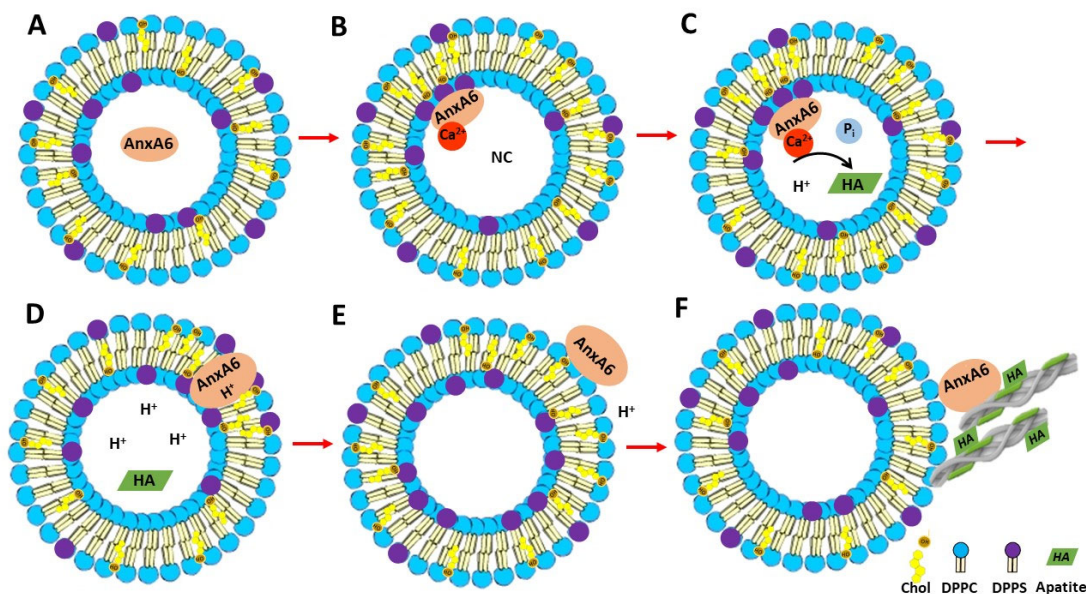 A
AnxA6
B
AnxA6
Ca²⁺
NC
C
AnxA6
Ca²⁺
Pᵢ
H⁺
HA
D
AnxA6
H⁺
H⁺
H⁺
H⁺
HA
E
AnxA6
H⁺
F
AnxA6
HA
HA
HA
OH
HA
Chol DPPC DPPS Apatite